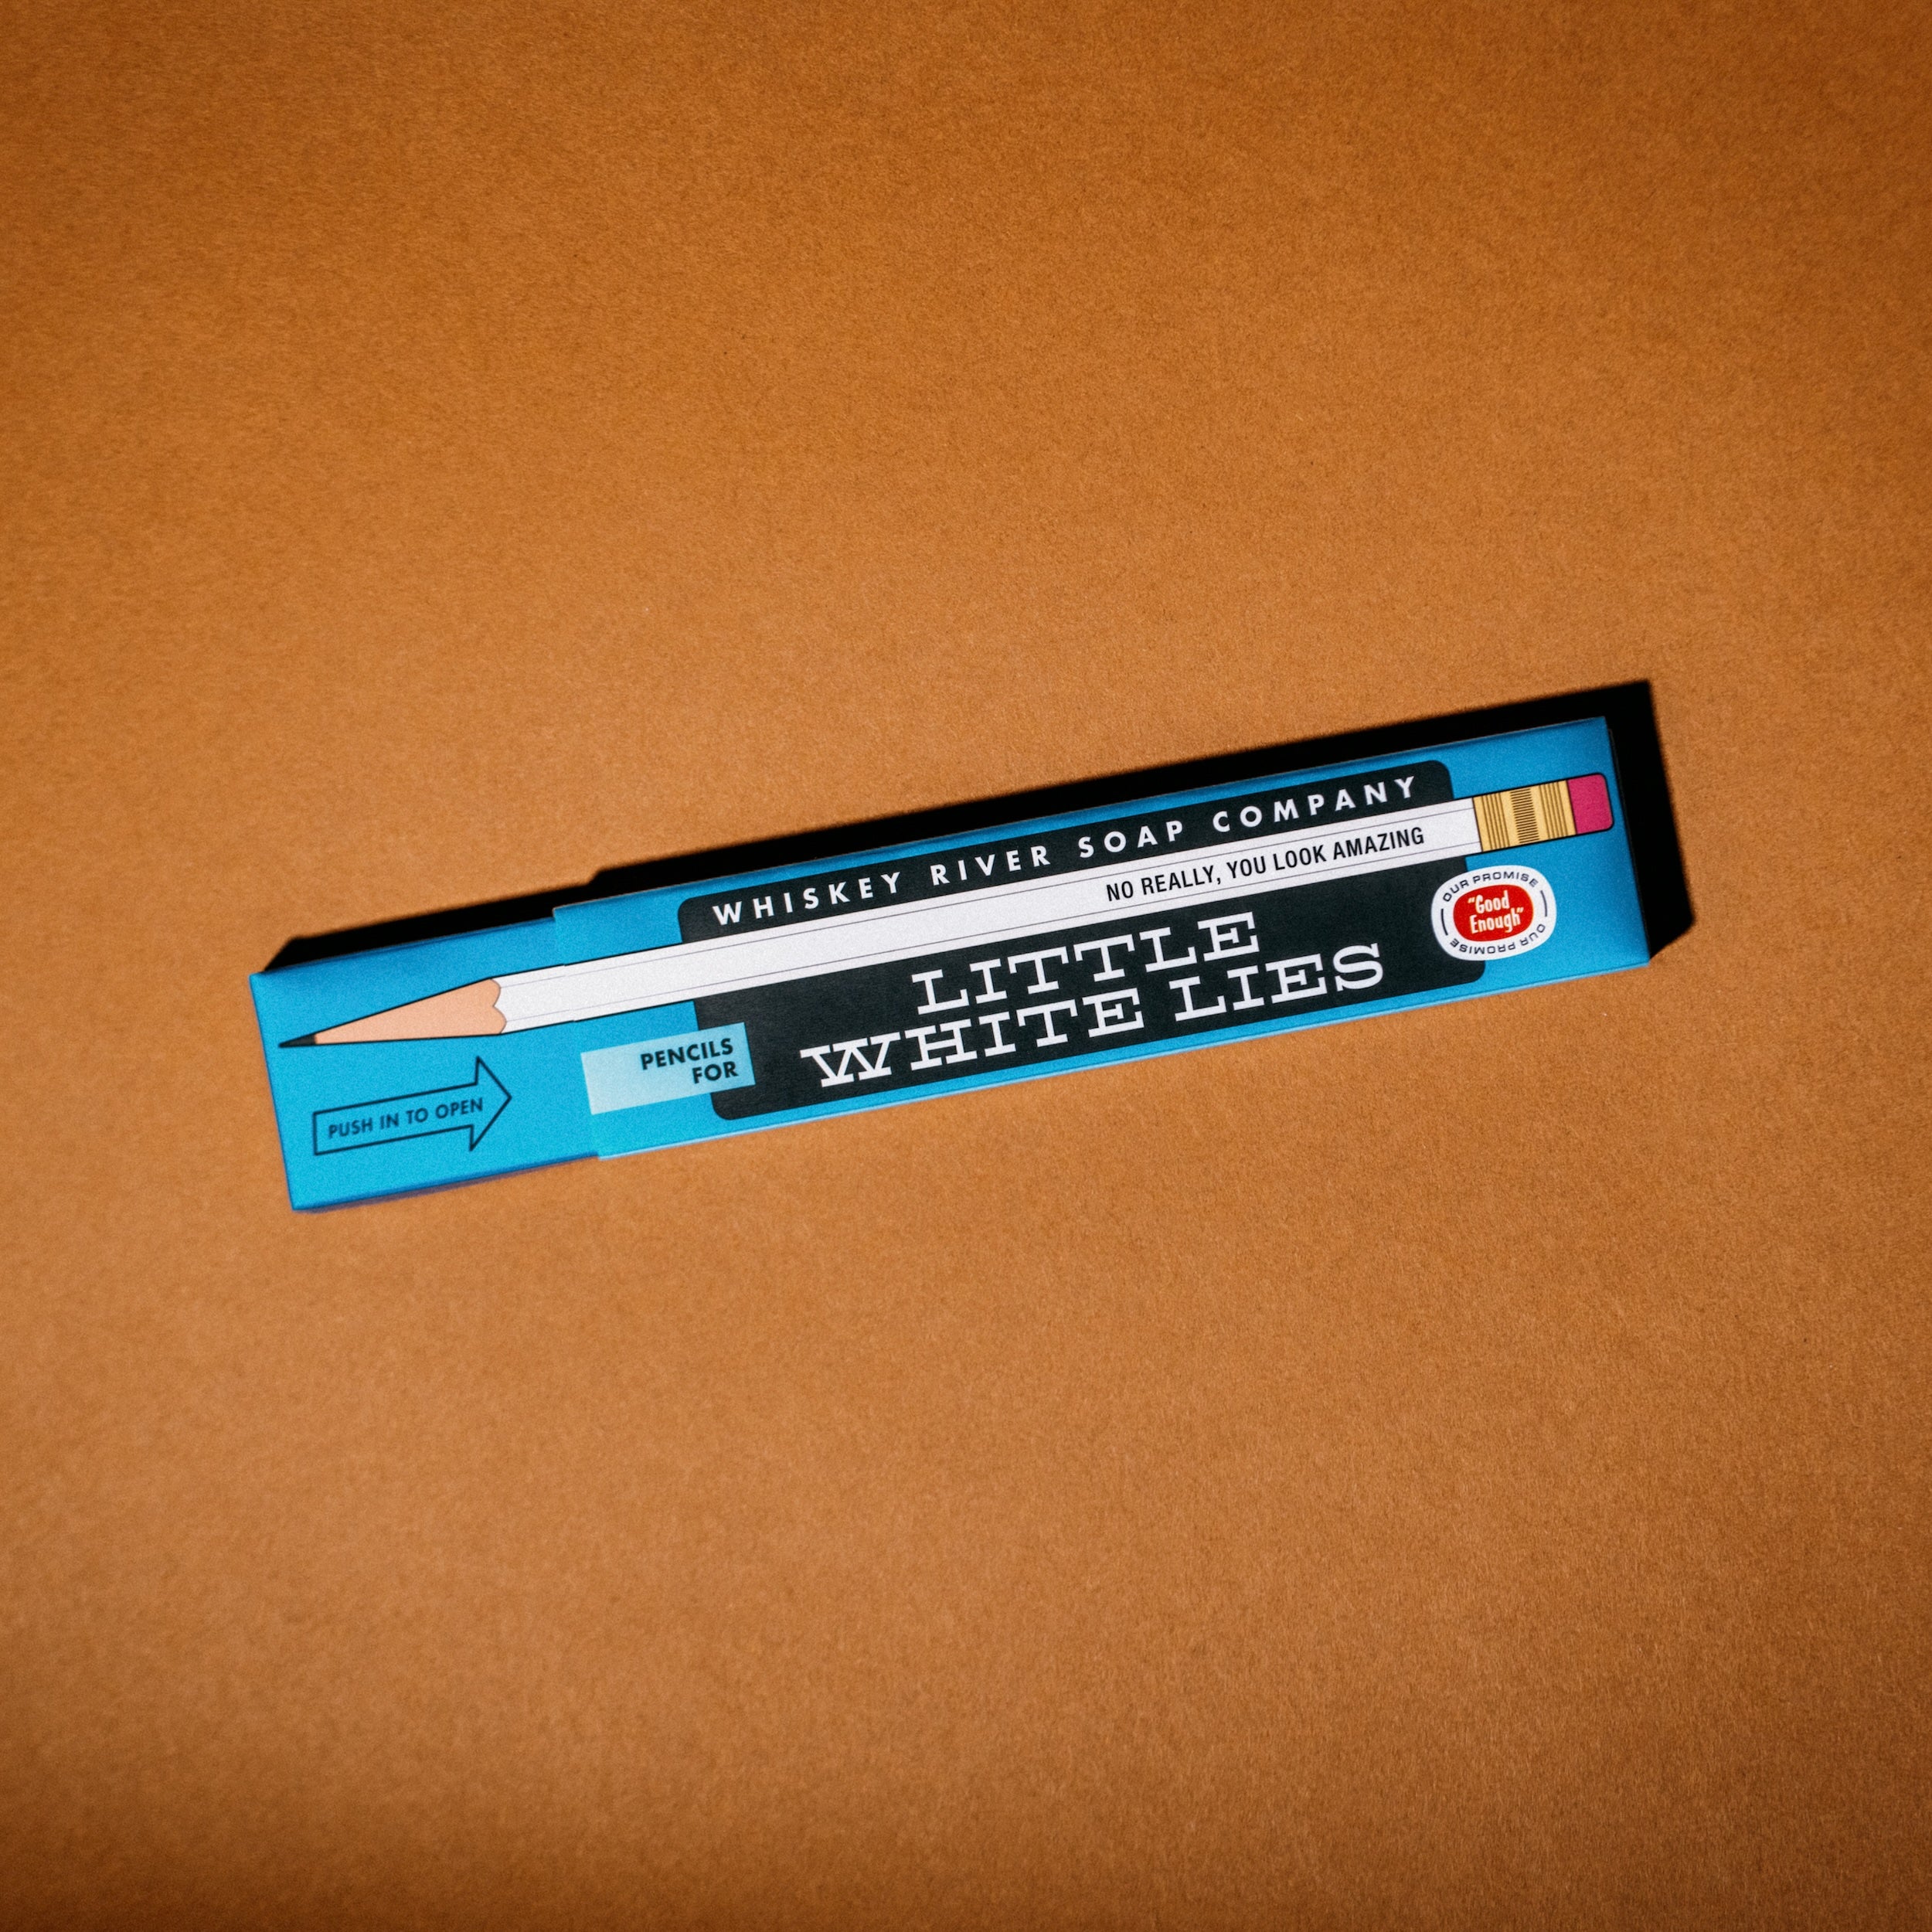 WHISKEY RIVER SOAP COMPANY
NO REALLY, YOU LOOK AMAZING
PENCILS
FOR
LITTLE
WHITE LIES
OUR PROMISE
"Good
Enough"
OUR PROMISE
PUSH IN TO OPEN